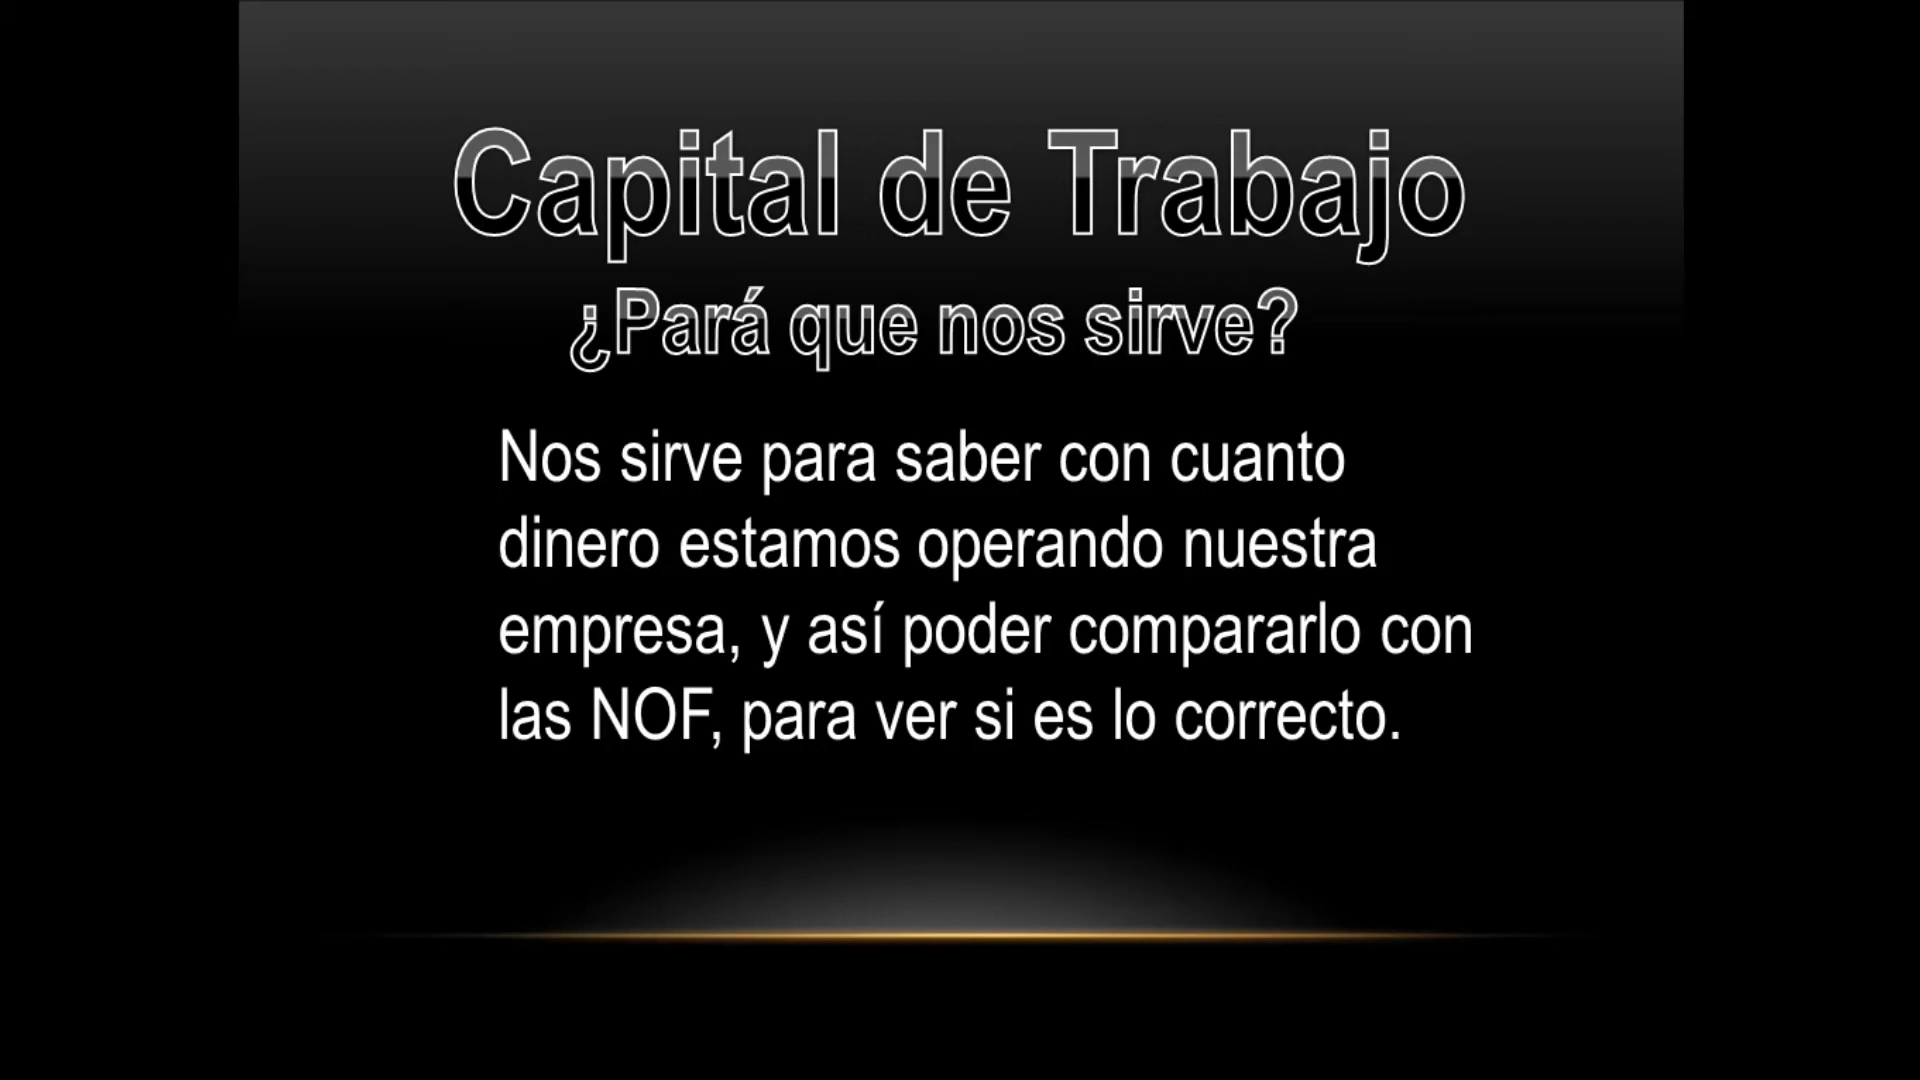 Capital de Trabajo
¿Pará que nos sirve?
Nos sirve para saber con cuanto
dinero estamos operando nuestra
empresa, y así poder compararlo con
las NOF, para ver si es lo correcto.